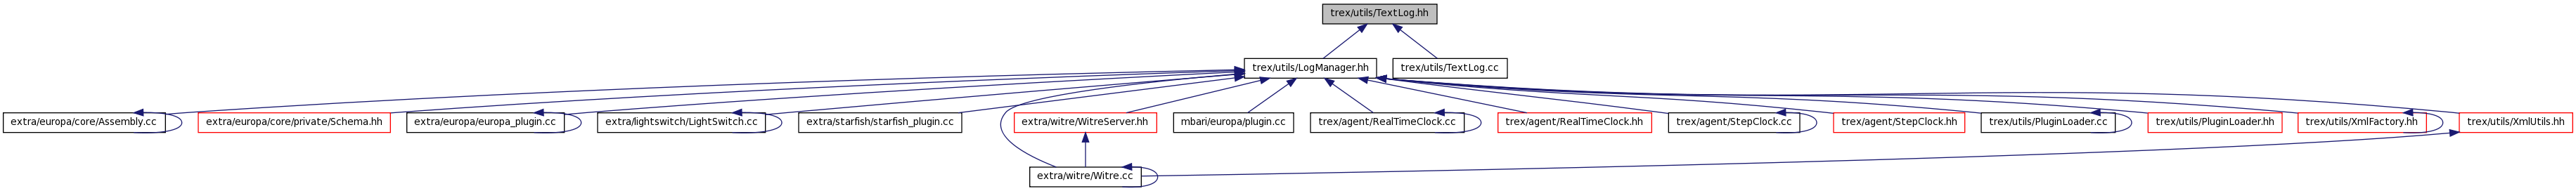 trex/utils/TextLog.hh
trex/utils/LogManager.hh
trex/utils/TextLog.cc
extra/europa/core/Assembly.cc
extra/europa/core/private/Schema.hh
extra/europa/europa_plugin.cc
extra/lightswitch/LightSwitch.cc
extra/starfish/starfish_plugin.cc
extra/witre/WitreServer.hh
mbari/europa/plugin.cc
trex/agent/RealTimeClock.cc
trex/agent/RealTimeClock.hh
trex/agent/StepClock.cc
trex/agent/StepClock.hh
trex/utils/PluginLoader.cc
trex/utils/PluginLoader.hh
trex/utils/XmlFactory.hh
trex/utils/XmlUtils.hh
extra/witre/Witre.cc